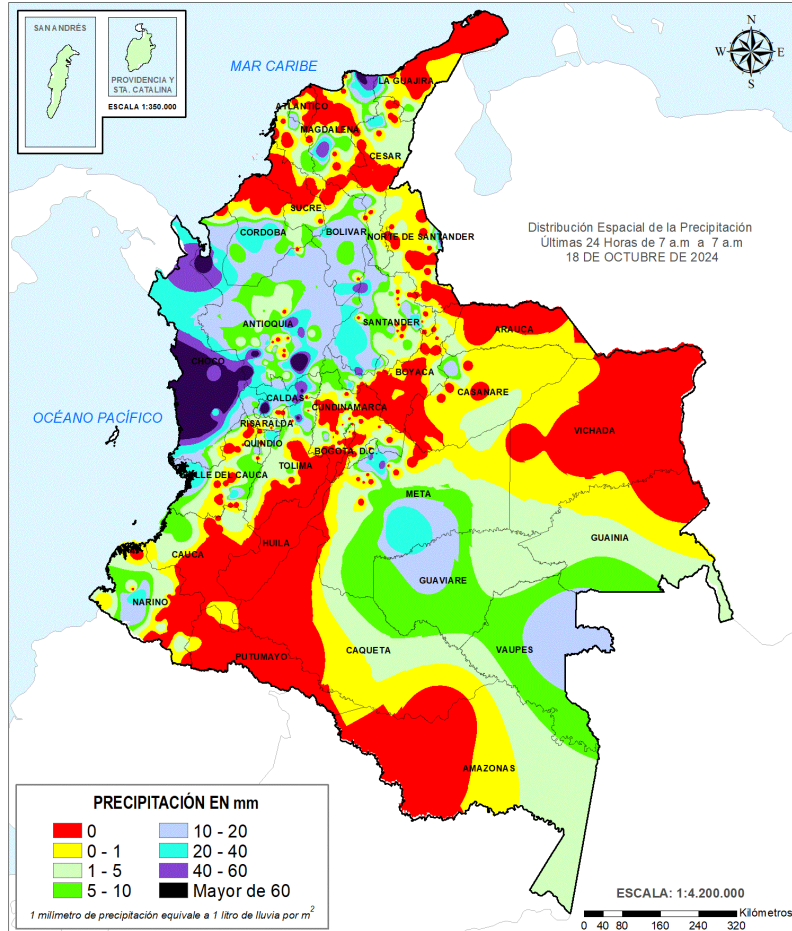 SAN ANDRÉS
PROVIDENCIA Y
STA. CATALINA
ESCALA 1:350.000
N
W
E
S
MAR CARIBE
LA GUAJIRA
ATLANTICO
MAGDALENA
CESAR
SUCRE
CORDOBA
BOLIVAR
NORTE DE SANTANDER
Distribución Espacial de la Precipitación
Últimas 24 Horas de 7 a.m a 7 a.m
18 DE OCTUBRE DE 2024
ANTIOQUIA
SANTANDER
ARAUCA
CHOCO
BOYACA
CASANARE
CALDAS
CUNDINAMARCA
OCÉANO PACÍFICO
RISARALDA
VICHADA
QUINDIO
BOGOTA, D.C.
TOLIMA
VALLE DEL CAUCA
META
GUAINIA
HUILA
CAUCA
GUAVIARE
NARIÑO
PUTUMAYO
CAQUETA
VAUPES
AMAZONAS
PRECIPITACIÓN EN mm
0
10 - 20
0 - 1
20 - 40
1 - 5
40 - 60
5 - 10
Mayor de 60
1 milímetro de precipitación equivale a 1 litro de lluvia por m²
ESCALA: 1:4.200.000
Kilómetros
0 40 80 160 240 320